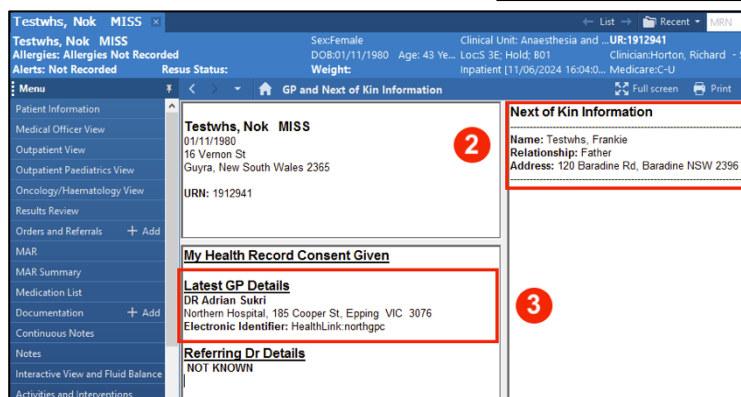 Testwhs, Nok MISS
List
Recent
MRN
Testwhs, Nok MISS
Allergies: Allergies Not Recorded
Alerts: Not Recorded
Resus Status:
Sex:Female
DOB:01/11/1980 Age: 43 Ye...
Weight:
Clinical Unit: Anaesthesia and ...
Loc:S 3E; Hold; B01
Inpatient [11/06/2024 16:04:0...
UR:1912941
Clinician:Horton, Richard - S
Medicare:C-U
Menu
GP and Next of Kin Information
Full screen
Print
Patient Information
Medical Officer View
Outpatient View
Outpatient Paediatrics View
Oncology/Haematology View
Results Review
Orders and Referrals + Add
MAR
MAR Summary
Medication List
Documentation + Add
Continuous Notes
Notes
Interactive View and Fluid Balance
Activities and Interventions
Testwhs, Nok MISS
01/11/1980
16 Vernon St
Guyra, New South Wales 2365
URN: 1912941
2
Next of Kin Information
Name: Testwhs, Frankie
Relationship: Father
Address: 120 Baradine Rd, Baradine NSW 2396
My Health Record Consent Given
Latest GP Details
DR Adrian Sukri
Northern Hospital, 185 Cooper St, Epping VIC 3076
Electronic Identifier: HealthLink:northgpc
3
Referring Dr Details
NOT KNOWN